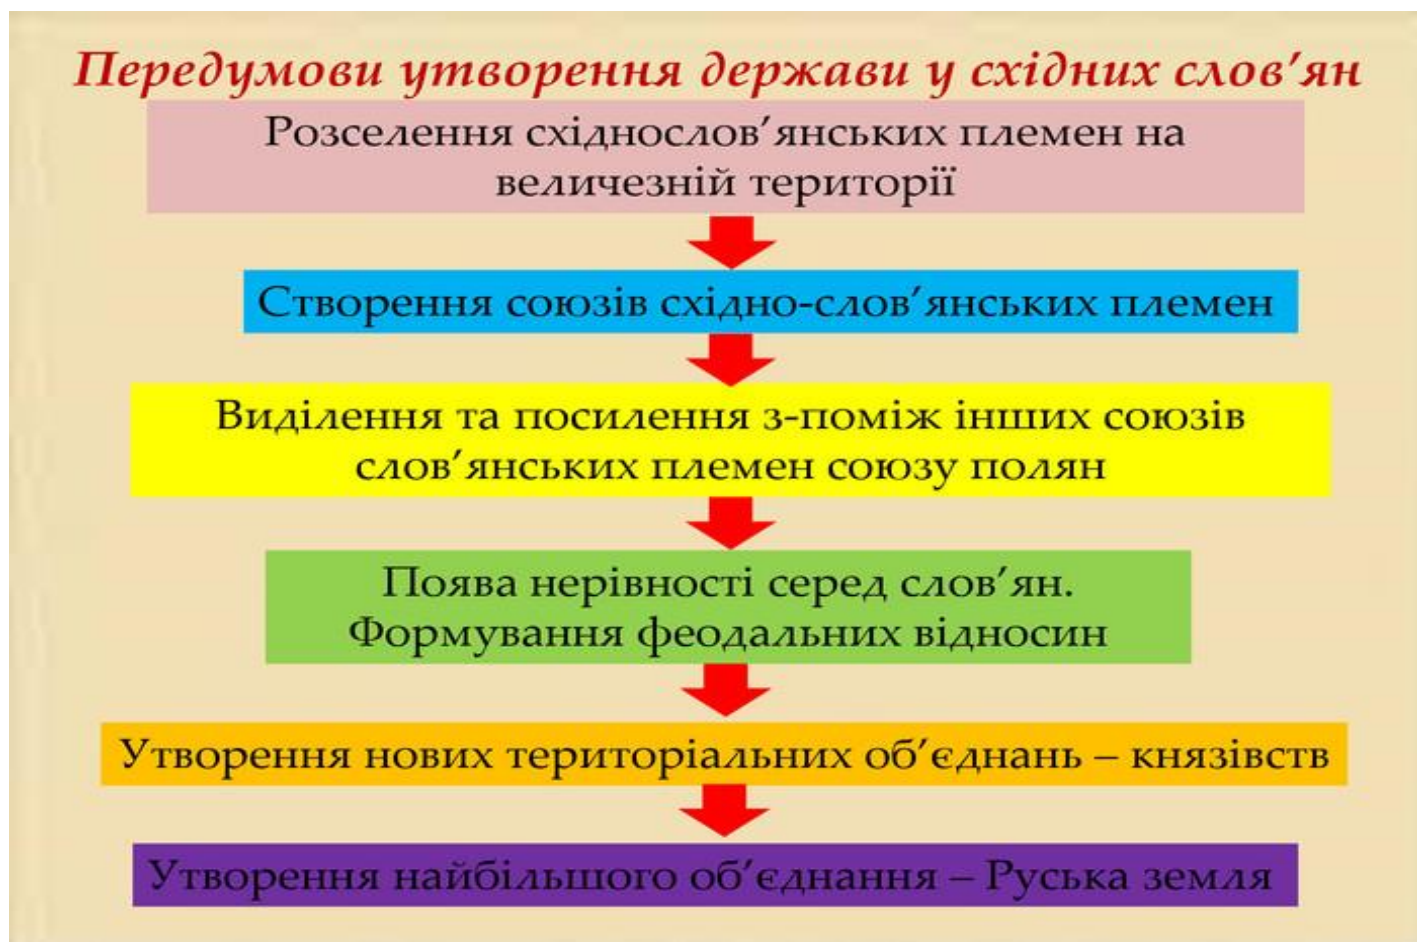 Передумови утворення держави у східних слов’ян
Розселення східнослов’янських племен на
величезній території
Створення союзів східно-слов’янських племен
Виділення та посилення з-поміж інших союзів
слов’янських племен союзу полян
Поява нерівності серед слов’ян.
Формування феодальних відносин
Утворення нових територіальних об’єднань – князівств
Утворення найбільшого об’єднання – Руська земля